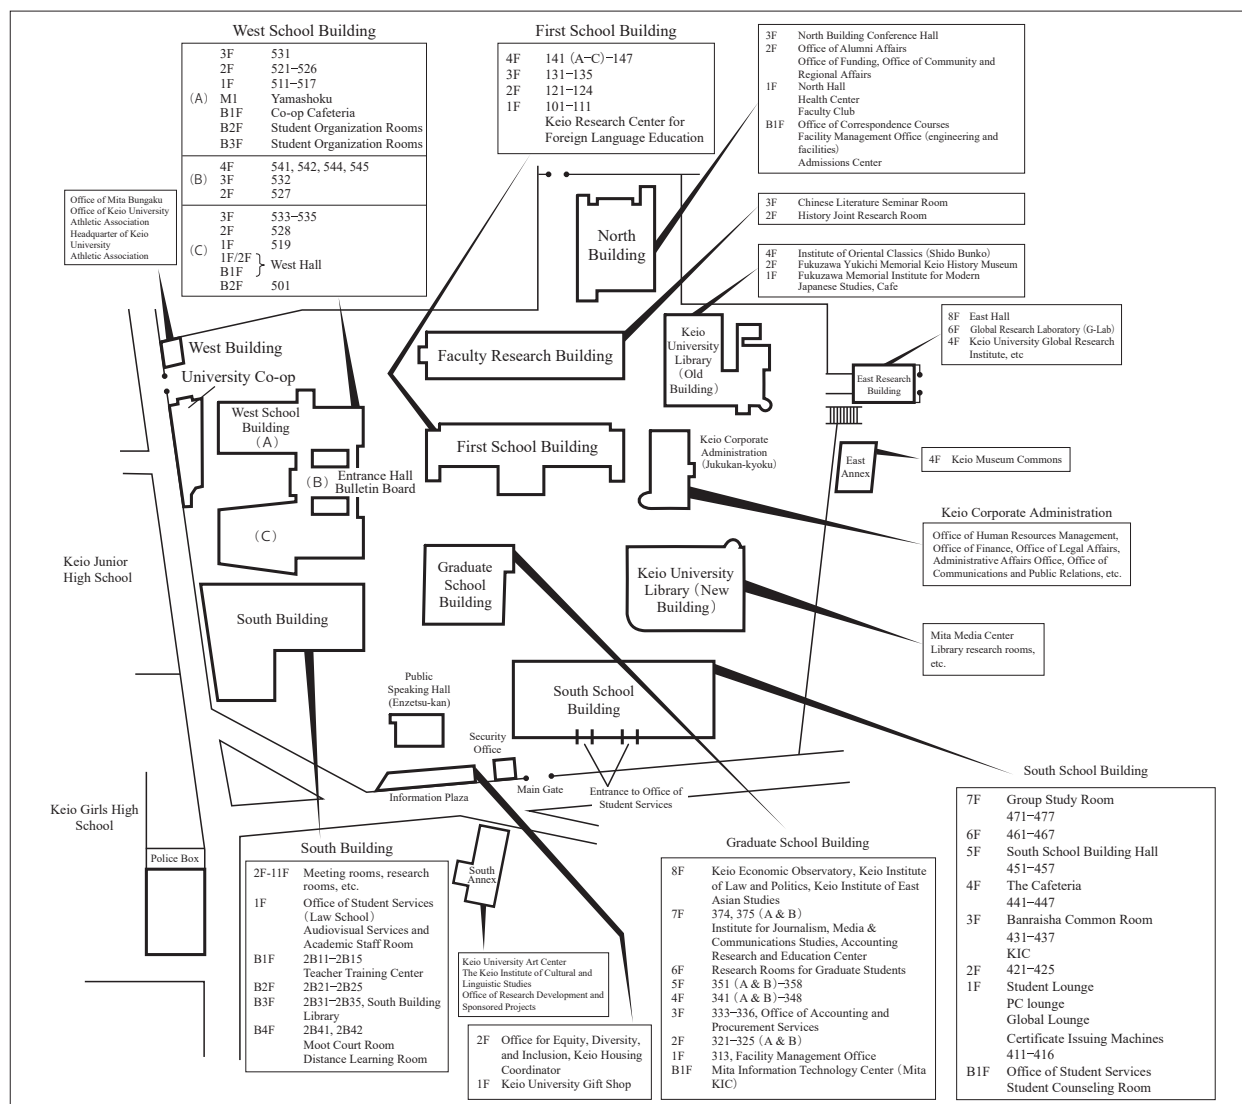 West School Building
3F 531
2F 521–526
1F 511–517
(A) M1 Yamashoku
B1F Co-op Cafeteria
B2F Student Organization Rooms
B3F Student Organization Rooms
4F 541, 542, 544, 545
(B) 3F 532
2F 527
3F 533–535
2F 528
(C) 1F 519
1F/2F
B1F } West Hall
B2F 501
First School Building
4F 141 (A–C)–147
3F 131–135
2F 121–124
1F 101–111
Keio Research Center for
Foreign Language Education
3F North Building Conference Hall
2F Office of Alumni Affairs
Office of Funding, Office of Community and
Regional Affairs
1F North Hall
Health Center
Faculty Club
B1F Office of Correspondence Courses
Facility Management Office (engineering and
facilities)
Admissions Center
3F Chinese Literature Seminar Room
2F History Joint Research Room
4F Institute of Oriental Classics (Shido Bunko)
2F Fukuzawa Yukichi Memorial Keio History Museum
1F Fukuzawa Memorial Institute for Modern
Japanese Studies, Cafe
8F East Hall
6F Global Research Laboratory (G-Lab)
4F Keio University Global Research
Institute, etc
Office of Mita Bungaku
Office of Keio University
Athletic Association
Headquarter of Keio
University
Athletic Association
North
Building
West Building
University Co-op
Faculty Research Building
Keio
University
Library
(Old
Building)
East Research
Building
West School
Building
(A)
(B)
Entrance Hall
Bulletin Board
(C)
First School Building
Keio Corporate
Administration
(Jukukan-kyoku)
East
Annex
4F Keio Museum Commons
Keio Corporate Administration
Office of Human Resources Management,
Office of Finance, Office of Legal Affairs,
Administrative Affairs Office, Office of
Communications and Public Relations, etc.
Keio Junior
High School
Graduate
School
Building
Keio University
Library (New
Building)
South Building
Mita Media Center
Library research rooms,
etc.
Public
Speaking Hall
(Enzetsu-kan)
South School
Building
Security
Office
Information Plaza
Main Gate
Entrance to Office of
Student Services
Keio Girls High
School
Police Box
South
Annex
South Building
2F-11F Meeting rooms, research
rooms, etc.
1F Office of Student Services
(Law School)
Audiovisual Services and
Academic Staff Room
B1F 2B11–2B15
Teacher Training Center
B2F 2B21–2B25
B3F 2B31–2B35, South Building
Library
B4F 2B41, 2B42
Moot Court Room
Distance Learning Room
Keio University Art Center
The Keio Institute of Cultural and
Linguistic Studies
Office of Research Development and
Sponsored Projects
2F Office for Equity, Diversity,
and Inclusion, Keio Housing
Coordinator
1F Keio University Gift Shop
Graduate School Building
8F Keio Economic Observatory, Keio Institute
of Law and Politics, Keio Institute of East
Asian Studies
7F 374, 375 (A & B)
Institute for Journalism, Media &
Communications Studies, Accounting
Research and Education Center
6F Research Rooms for Graduate Students
5F 351 (A & B)–358
4F 341 (A & B)–348
3F 333–336, Office of Accounting and
Procurement Services
2F 321–325 (A & B)
1F 313, Facility Management Office
B1F Mita Information Technology Center (Mita
KIC)
South School Building
7F Group Study Room
471–477
6F 461–467
5F South School Building Hall
451–457
4F The Cafeteria
441–447
3F Banraisha Common Room
431–437
KIC
2F 421–425
1F Student Lounge
PC lounge
Global Lounge
Certificate Issuing Machines
411–416
B1F Office of Student Services
Student Counseling Room